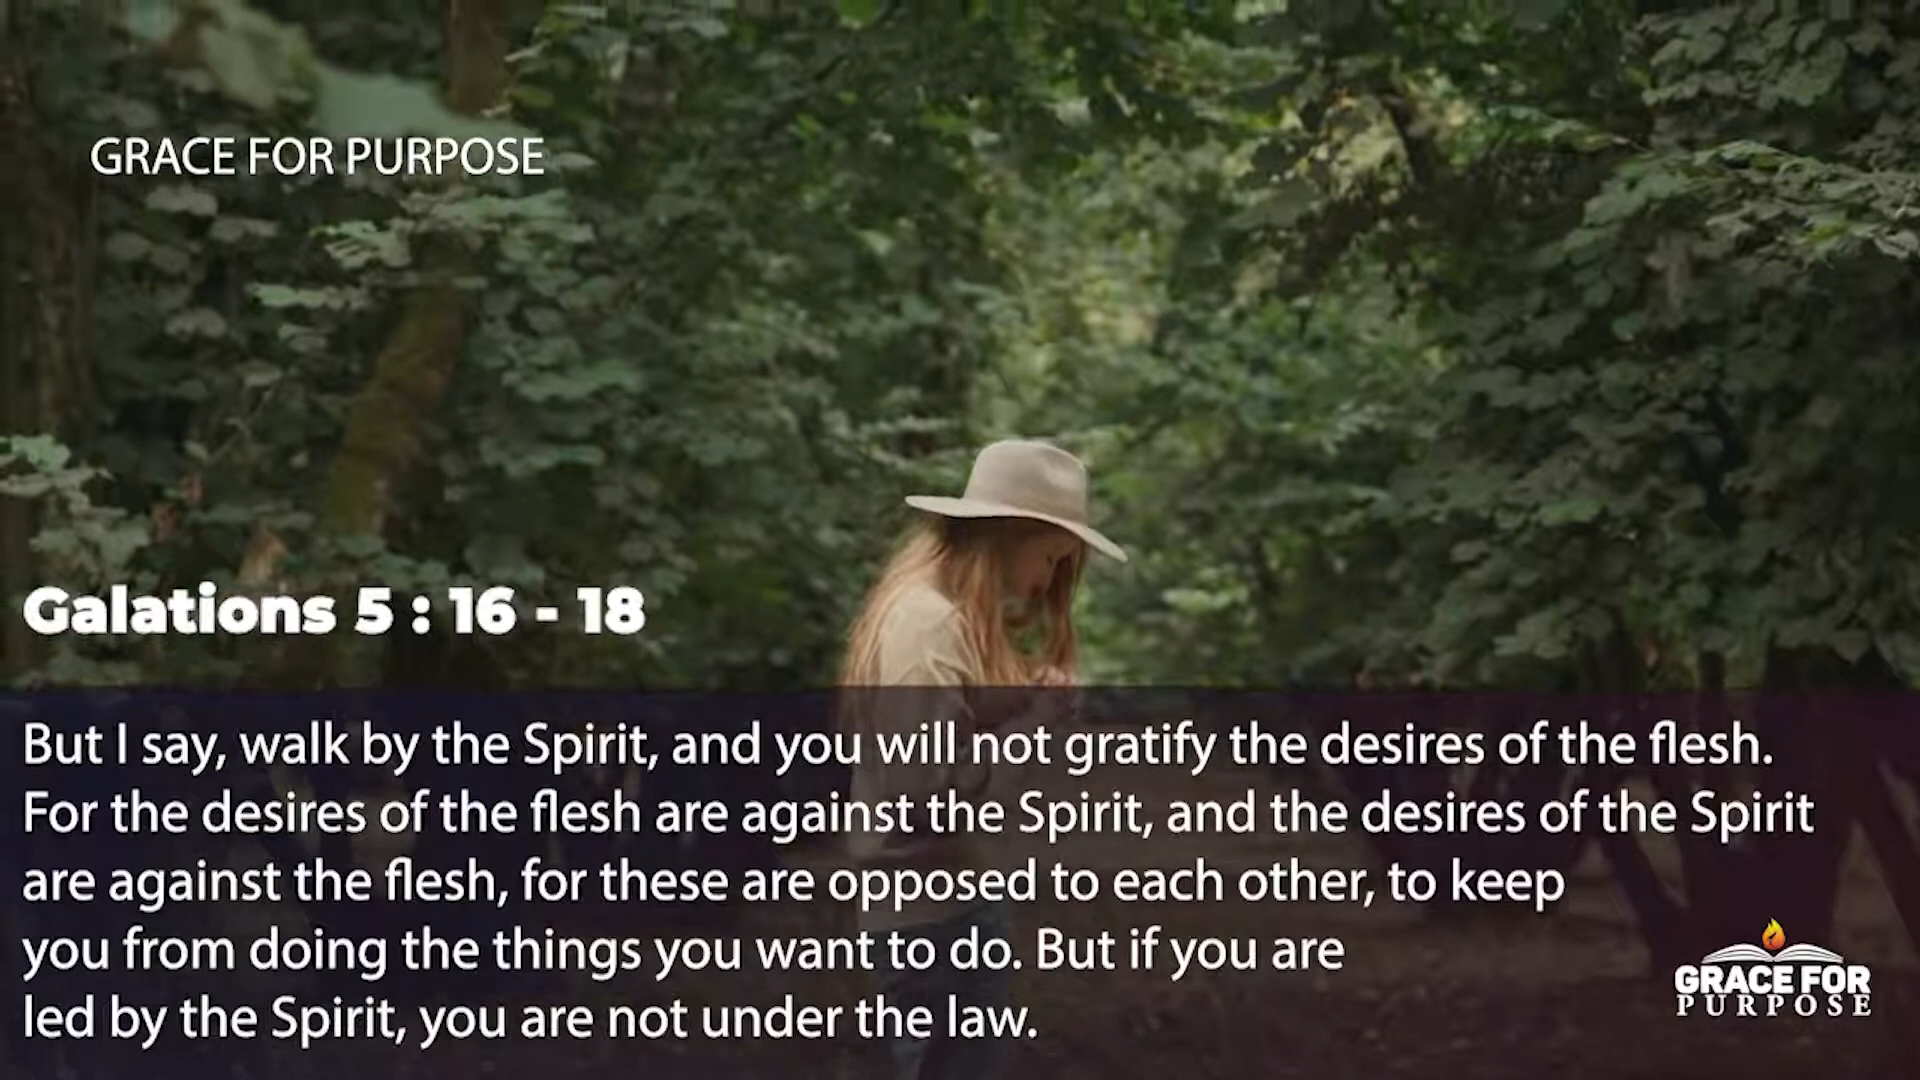 GRACE FOR PURPOSE
Galations 5 : 16 - 18
But I say, walk by the Spirit, and you will not gratify the desires of the flesh.
For the desires of the flesh are against the Spirit, and the desires of the Spirit
are against the flesh, for these are opposed to each other, to keep
you from doing the things you want to do. But if you are
led by the Spirit, you are not under the law.
GRACE FOR
PURPOSE